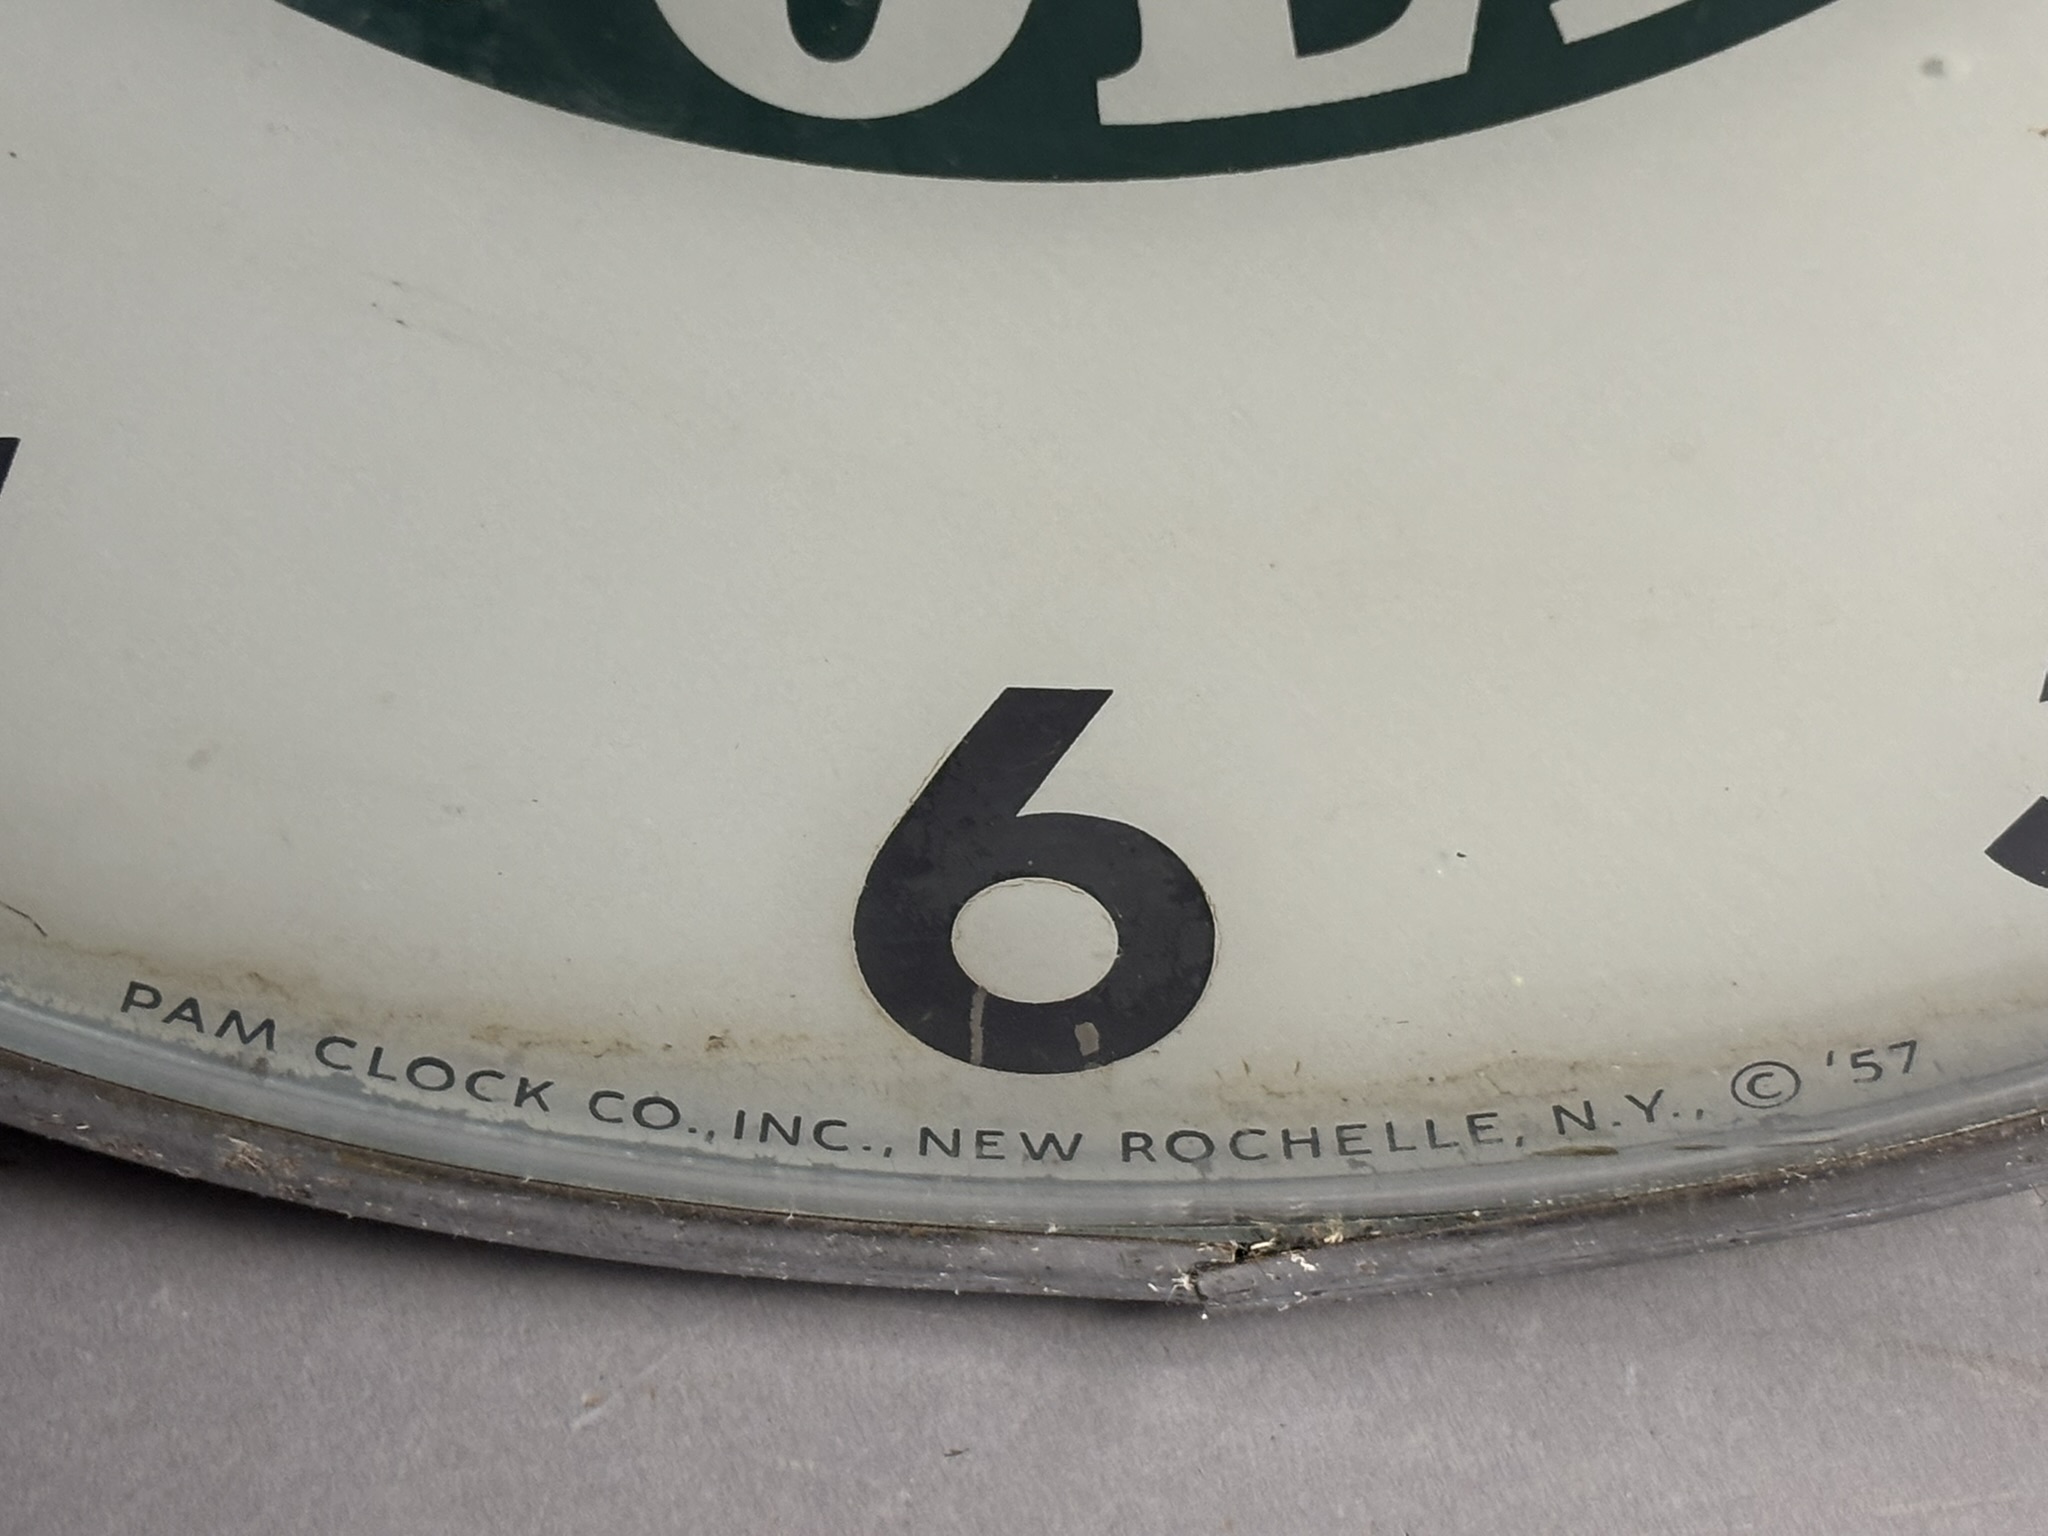 6
PAM CLOCK CO., INC., NEW ROCHELLE, N.Y., © '57